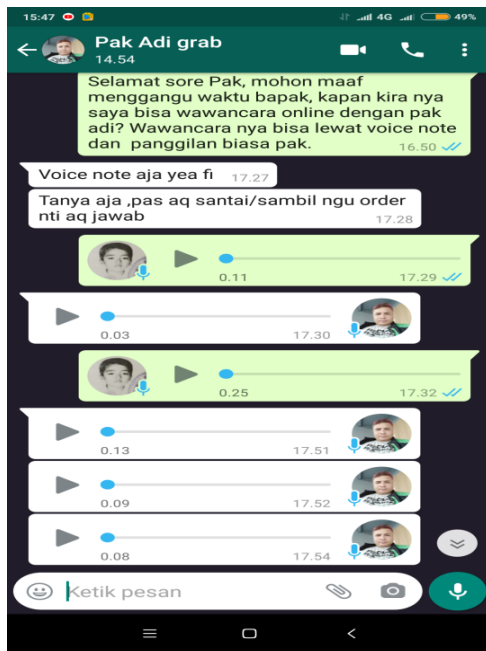 15:47 4G 49%
Pak Adi grab
14.54
Selamat sore Pak, mohon maaf
menggangu waktu bapak, kapan kira nya
saya bisa wawancara online dengan pak
adi? Wawancara nya bisa lewat voice note
dan panggilan biasa pak. 16.50
Voice note aja yea fi 17.27
Tanya aja ,pas aq santai/sambil ngu order
nti aq jawab 17.28
0.11 17.29
0.03 17.30
0.25 17.32
0.13 17.51
0.09 17.52
0.08 17.54
Ketik pesan